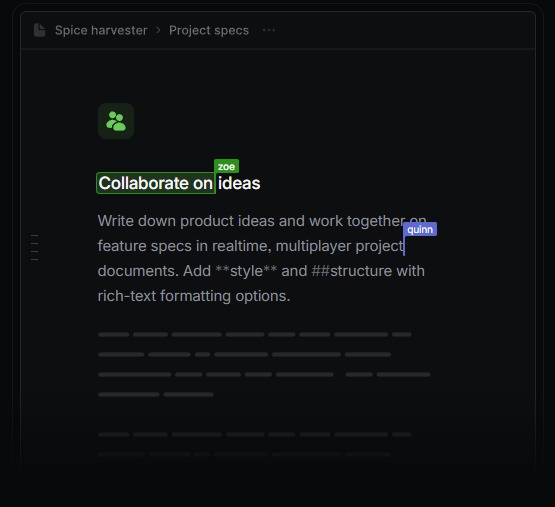 Spice harvester › Project specs ···
zoe
Collaborate on ideas
Write down product ideas and work together on
quinn
feature specs in realtime, multiplayer project
documents. Add **style** and ##structure with
rich-text formatting options.